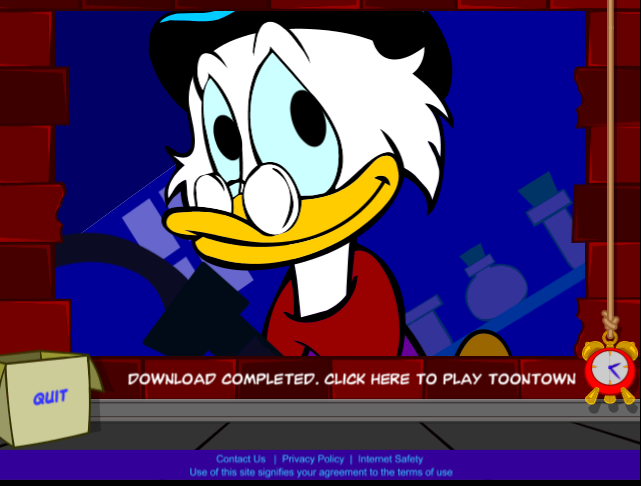 DOWNLOAD COMPLETED. CLICK HERE TO PLAY TOONTOWN
QUIT
Contact Us | Privacy Policy | Internet Safety
Use of this site signifies your agreement to the terms of use